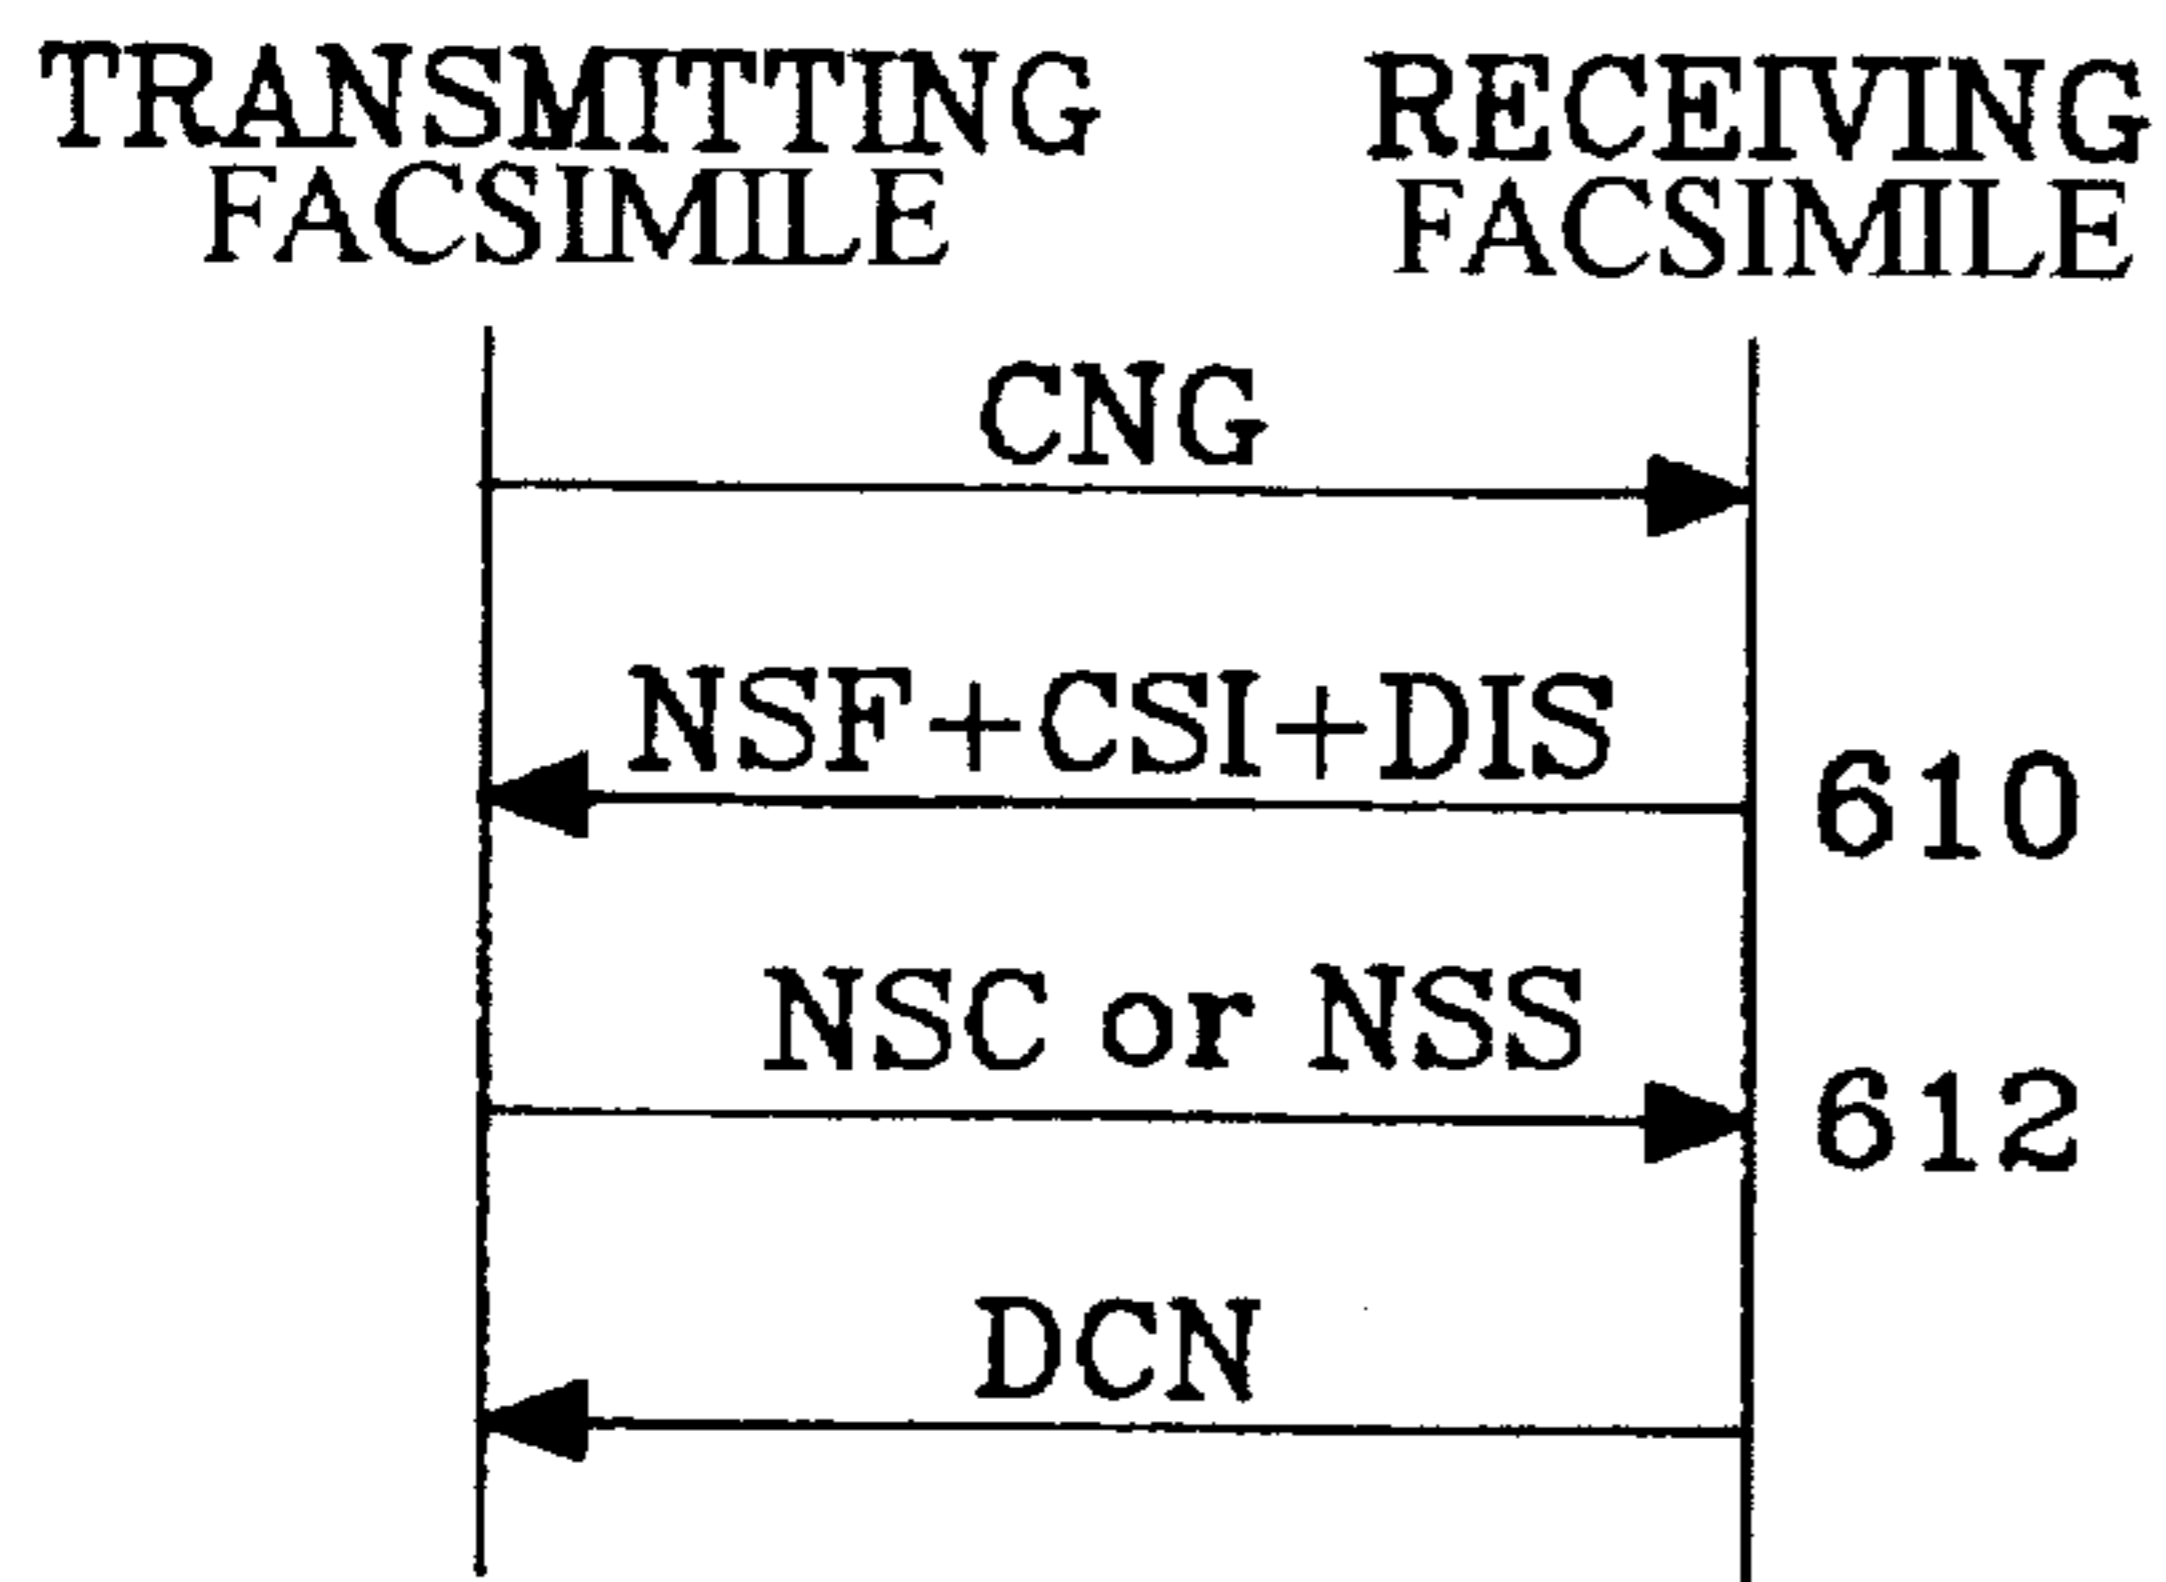 TRANSMITTING FACSIMILE
RECEIVING FACSIMILE
CNG
NSF+CSI+DIS
610
NSC or NSS
612
DCN